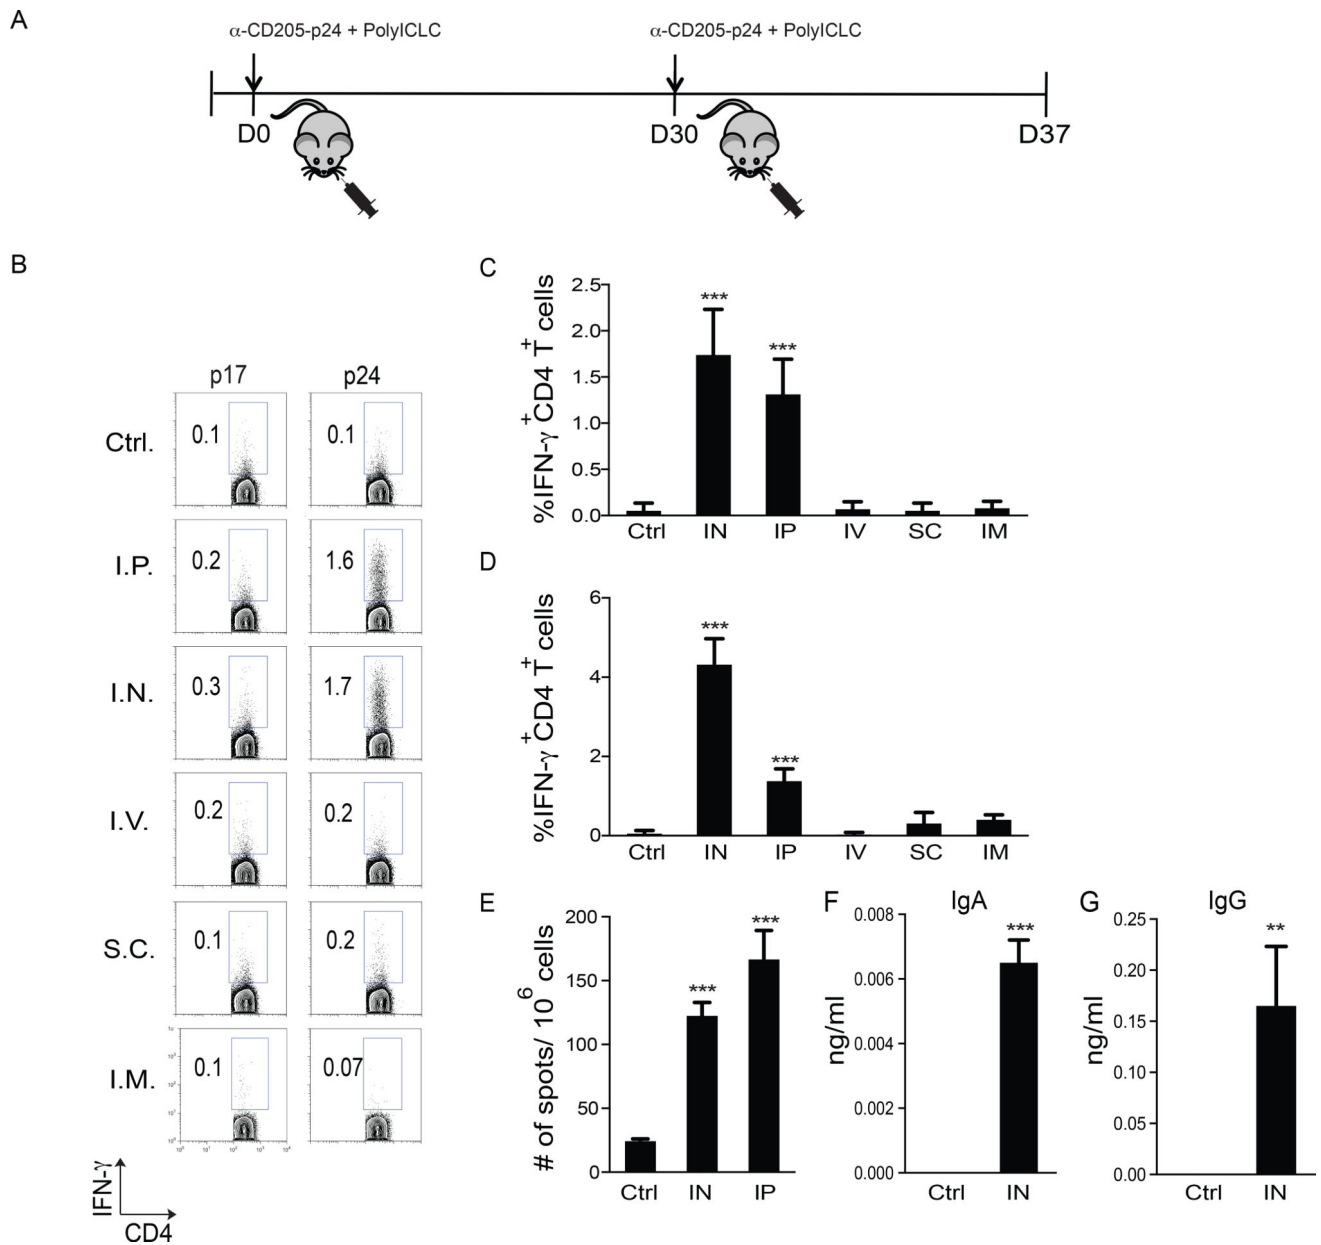 A
α-CD205-p24 + PolyICLC
α-CD205-p24 + PolyICLC
D0
D30
D37
B
p17
p24
Ctrl.
0.1
0.1
I.P.
0.2
1.6
I.N.
0.3
1.7
I.V.
0.2
0.2
S.C.
0.1
0.2
I.M.
0.1
0.07
IFN-γ
CD4
C
%IFN-γ+CD4 T+ cells
2.5
2.0
1.5
1.0
0.5
0.0
***
***
Ctrl IN IP IV SC IM
D
%IFN-γ+CD4 T+ cells
6
4
2
0
***
***
Ctrl IN IP IV SC IM
E
# of spots/ 10^6 cells
200
150
100
50
0
***
***
Ctrl IN IP
F
IgA
ng/ml
0.008
0.006
0.004
0.002
0.000
***
Ctrl IN
G
IgG
ng/ml
0.25
0.20
0.15
0.10
0.05
0.00
**
Ctrl IN